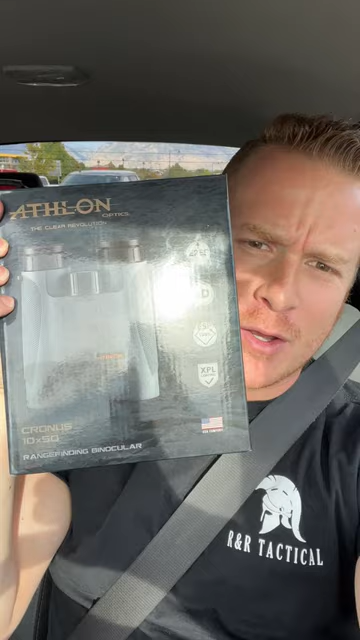 ATHLON
OPTICS
THE CLEAR REVOLUTION
XPL
CRONUS
10x50
RANGEFINDING BINOCULAR
R&R TACTICAL